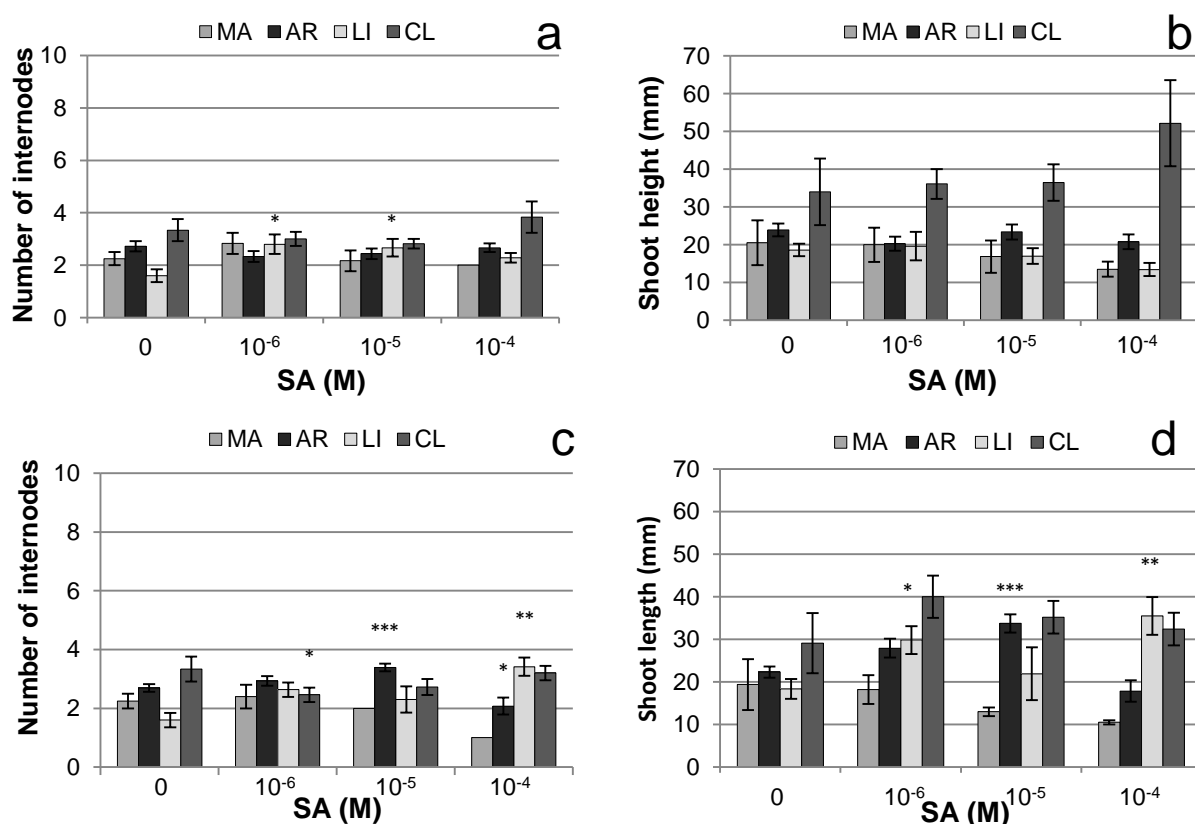 MA AR LI CL
a
Number of internodes
10
8
6
4
2
0
* *
0 10⁻⁶ 10⁻⁵ 10⁻⁴
SA (M)
MA AR LI CL
b
Shoot height (mm)
70
60
50
40
30
20
10
0
0 10⁻⁶ 10⁻⁵ 10⁻⁴
SA (M)
MA AR LI CL
c
Number of internodes
10
8
6
4
2
0
* *** * **
0 10⁻⁶ 10⁻⁵ 10⁻⁴
SA (M)
MA AR LI CL
d
Shoot length (mm)
70
60
50
40
30
20
10
0
* *** **
0 10⁻⁶ 10⁻⁵ 10⁻⁴
SA (M)